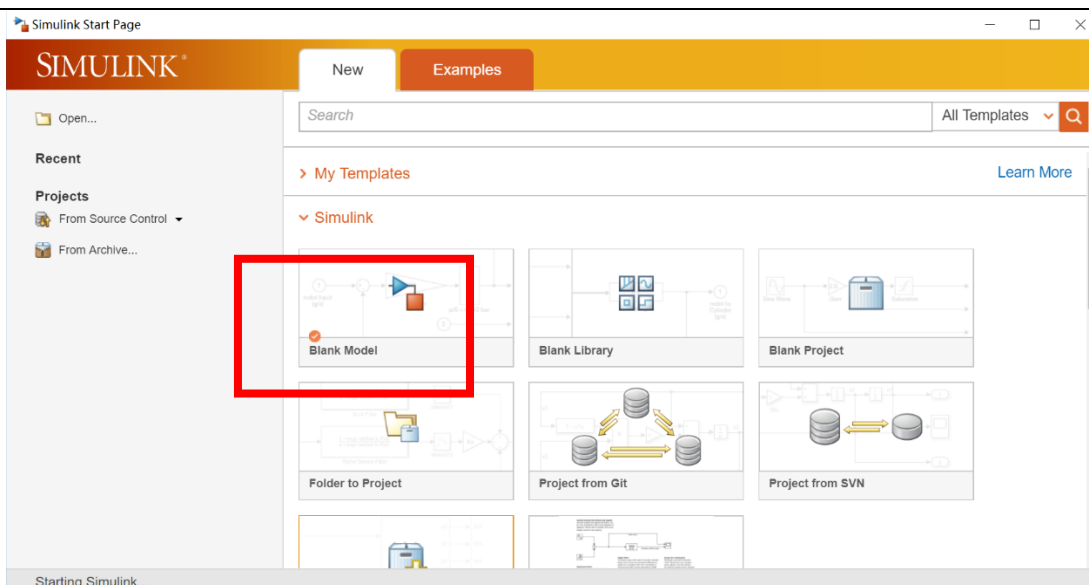 Simulink Start Page
SIMULINK®
New
Examples
Open...
Recent
Projects
From Source Control
From Archive...
Search
All Templates
My Templates
Learn More
Simulink
Blank Model
Blank Library
Blank Project
Folder to Project
Project from Git
Project from SVN
Starting Simulink